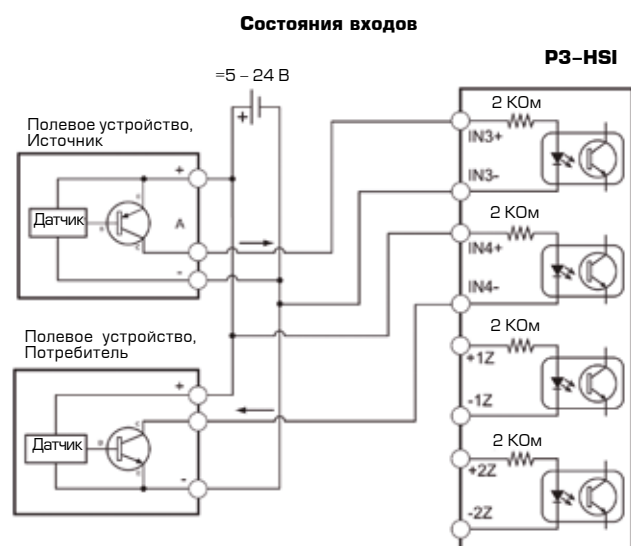 Состояния входов
P3-HSI
=5 – 24 В
+
Полевое устройство,
Источник
+
Датчик
A
-
Полевое устройство,
Потребитель
+
Датчик
-
2 КОм
IN3+
IN3-
2 КОм
IN4+
IN4-
2 КОм
+1Z
-1Z
2 КОм
+2Z
-2Z